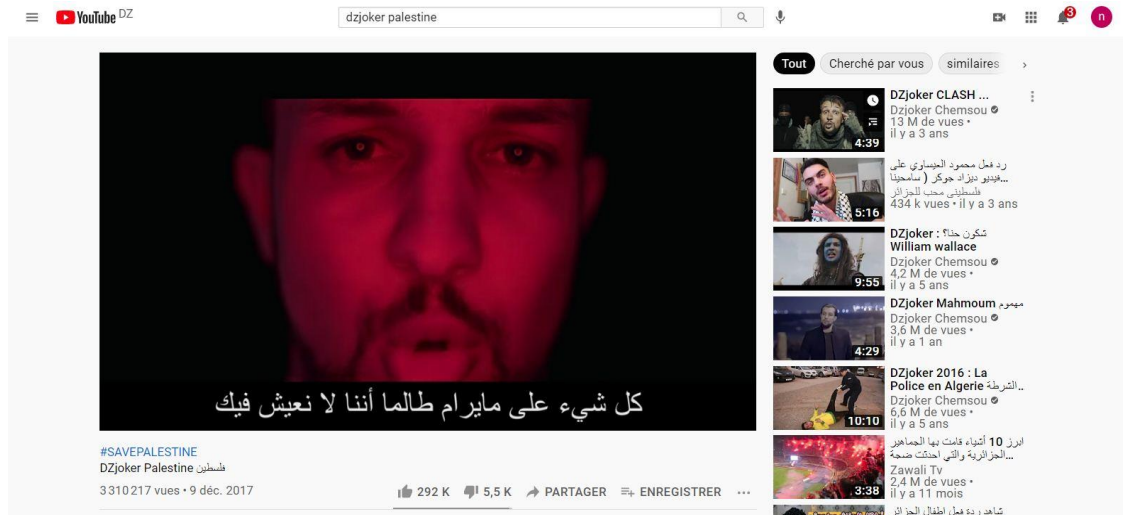 YouTube DZ
dzjoker palestine
3
n
كل شيء على مايرام طالما أننا لا نعيش فيك
#SAVEPALESTINE
DZjoker Palestine فلسطين
3 310 217 vues • 9 déc. 2017
292 K
5,5 K
PARTAGER
ENREGISTRER
Tout
Cherché par vous
similaires
4:39
DZjoker CLASH ...
Dzjoker Chemsou
13 M de vues •
il y a 3 ans
5:16
رد فعل محمود العيساوي على
فيديو ديزاد جوكر ( سامحينا...
فلسطيني محب للجزائر
434 k vues • il y a 3 ans
9:55
DZjoker : شكون حنا؟
William wallace
Dzjoker Chemsou
4,2 M de vues •
il y a 5 ans
4:29
DZjoker Mahmoum مهموم
Dzjoker Chemsou
3,6 M de vues •
il y a 1 an
10:10
DZjoker 2016 : La
Police en Algerie الشرطة..
Dzjoker Chemsou
6,6 M de vues •
il y a 5 ans
3:38
ابرز 10 أشياء قامت بها الجماهير
الجزائرية والتي احدثت ضجة...
Zawali Tv
2,4 M de vues •
il y a 11 mois
شاهد ردة فعل اطفال الجزائر